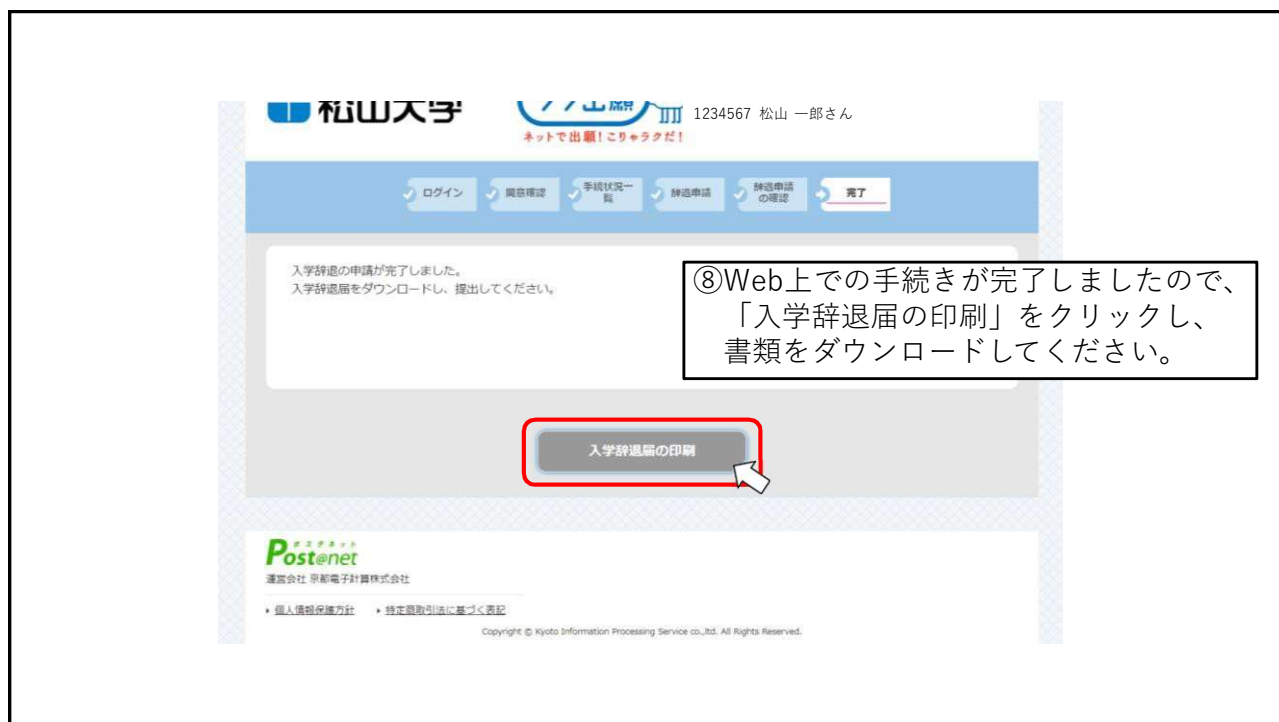 松山大学
1234567 松山 一郎さん
ネットで出願!こりゃラクだ!
ログイン
同意確認
手続状況一
覧
辞退申請
辞退申請
の確認
完了
入学辞退の申請が完了しました。
入学辞退届をダウンロードし、提出してください。
⑧Web上での手続きが完了しましたので、
「入学辞退届の印刷」をクリックし、
書類をダウンロードしてください。
入学辞退届の印刷
ポスタネット
Post@net
運営会社 京都電子計算株式会社
個人情報保護方針
特定商取引法に基づく表記
Copyright © Kyoto Information Processing Service co.,ltd. All Rights Reserved.